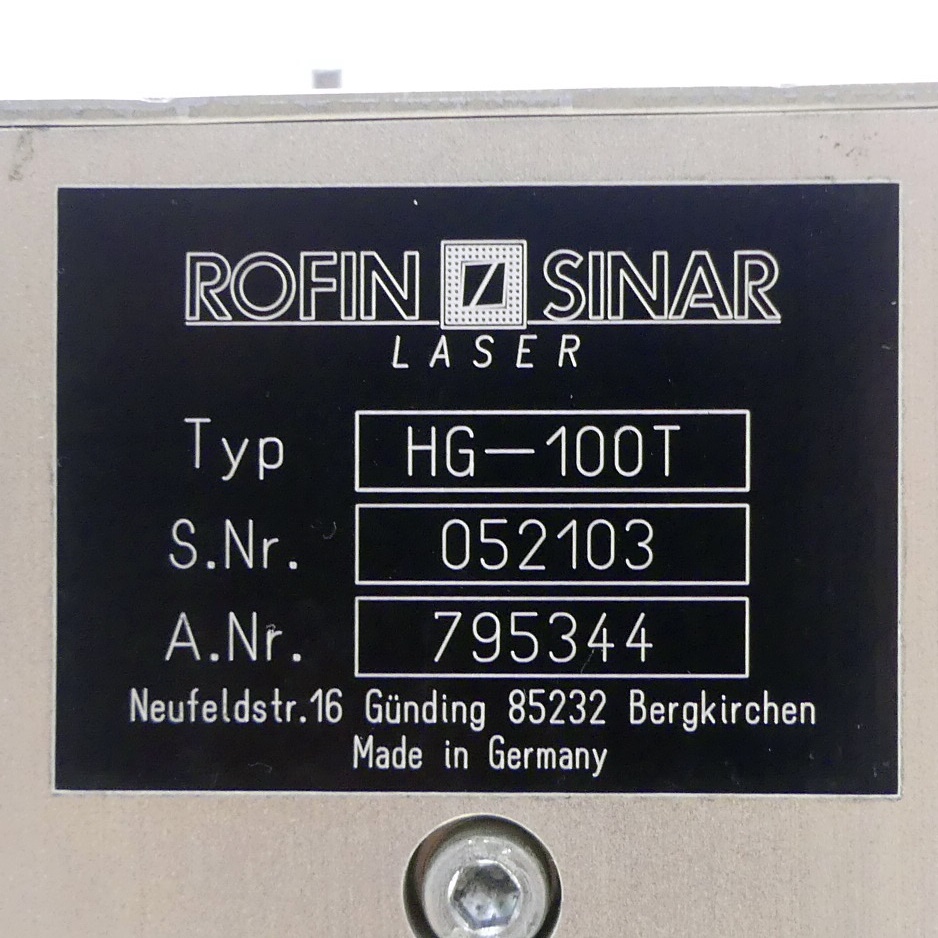 ROFIN SINAR
LASER
Typ HG-100T
S.Nr. 052103
A.Nr. 795344
Neufeldstr.16 Günding 85232 Bergkirchen
Made in Germany